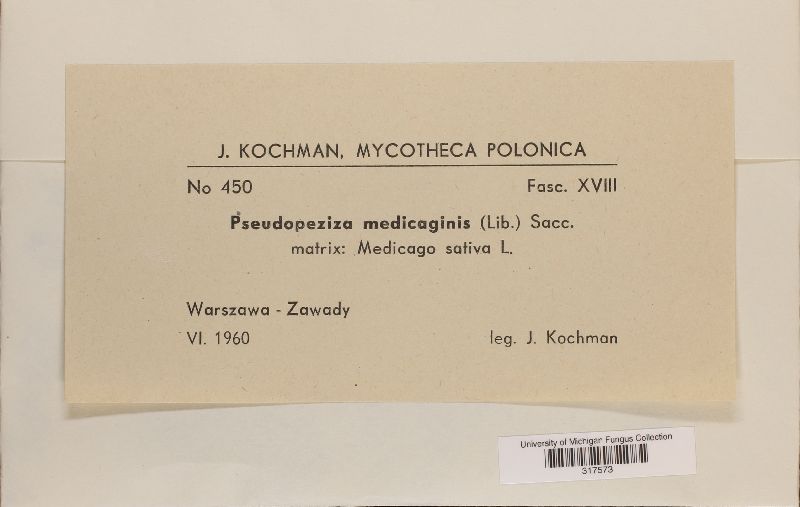 J. KOCHMAN, MYCOTHECA POLONICA
No 450 Fasc. XVIII
Pseudopeziza medicaginis (Lib.) Sacc.
matrix: Medicago sativa L.
Warszawa - Zawady
VI. 1960 leg. J. Kochman
University of Michigan Fungus Collection
317573